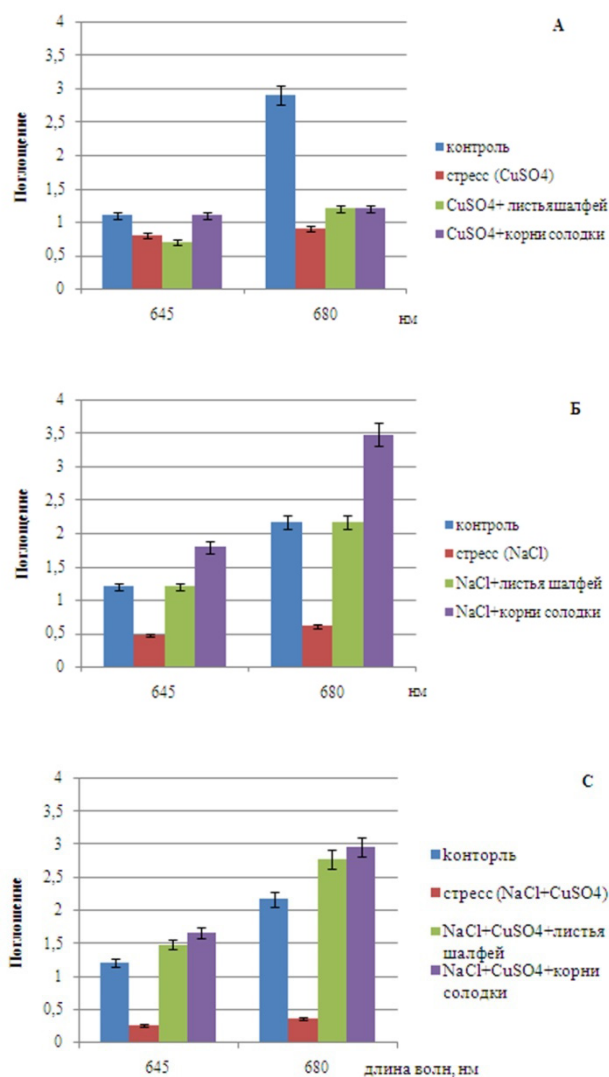 А
Поглощение
4
3,5
3
2,5
2
1,5
1
0,5
0
645
680
нм
контроль
стресс (CuSO4)
CuSO4+листьяшалфей
CuSO4+корни солодки
Б
Поглощение
4
3,5
3
2,5
2
1,5
1
0,5
0
645
680
нм
контроль
стресс (NaCl)
NaCl+листья шалфей
NaCl+корни солодки
С
Поглощение
4
3,5
3
2,5
2
1,5
1
0,5
0
645
680
длина волн, нм
конторль
стресс (NaCl+CuSO4)
NaCl+CuSO4+листья
шалфей
NaCl+CuSO4+корни
солодки